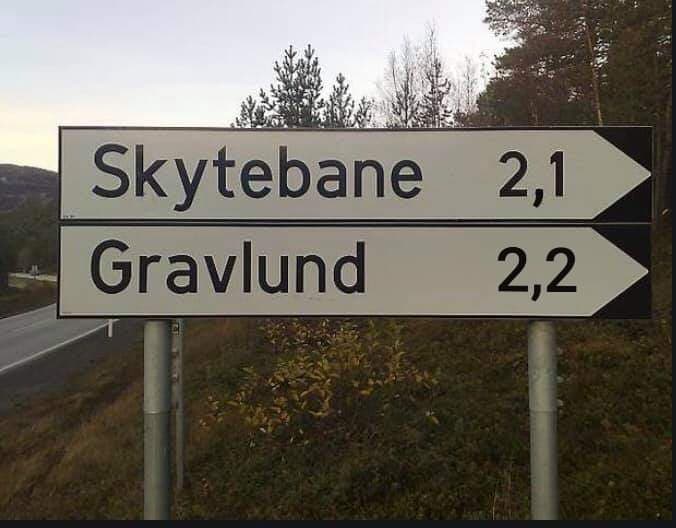 Skytebane 2,1
Gravlund 2,2